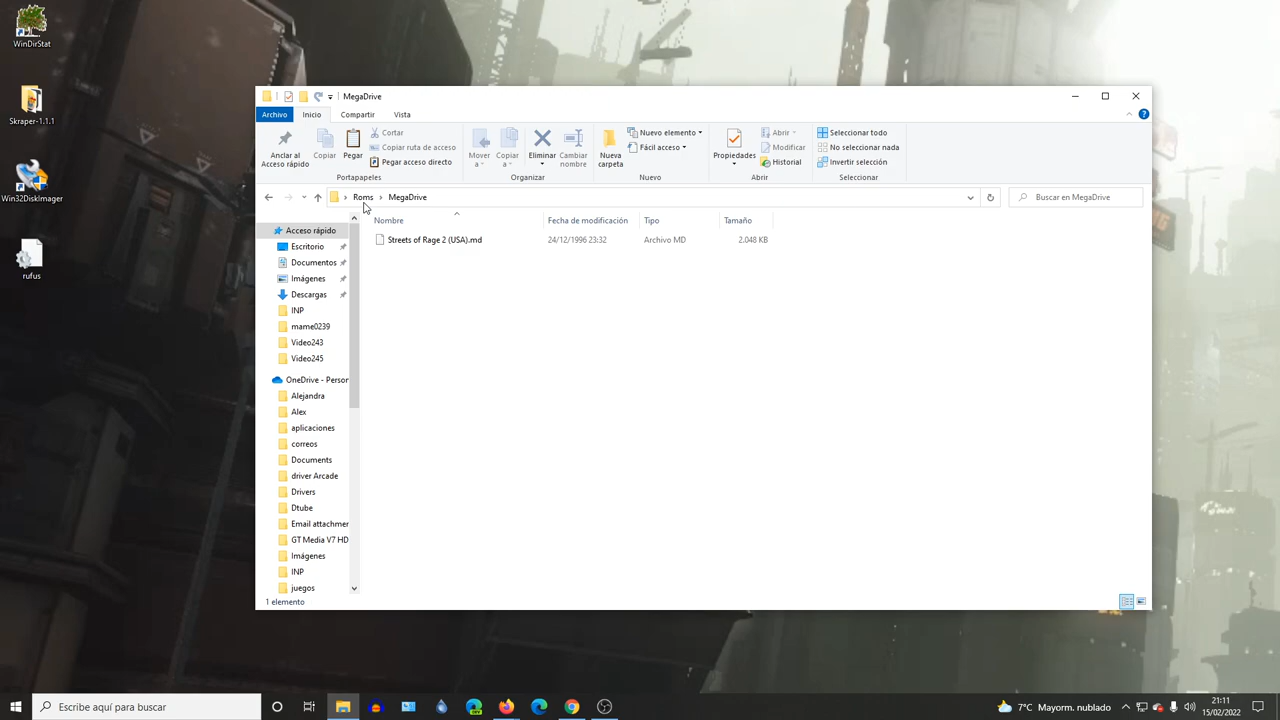 WinDirStat
Skraper-1.1.1
Win32DiskImager
rufus
MegaDrive
Archivo
Inicio
Compartir
Vista
Anclar al
Acceso rápido
Copiar
Pegar
Cortar
Copiar ruta de acceso
Pegar acceso directo
Portapapeles
Mover
a
Copiar
a
Eliminar
Cambiar
nombre
Organizar
Nueva
carpeta
Nuevo elemento
Fácil acceso
Nuevo
Propiedades
Abrir
Modificar
Historial
Abrir
Seleccionar todo
No seleccionar nada
Invertir selección
Seleccionar
Roms > MegaDrive
Buscar en MegaDrive
Nombre
Fecha de modificación
Tipo
Tamaño
Streets of Rage 2 (USA).md
24/12/1996 23:32
Archivo MD
2.048 KB
Acceso rápido
Escritorio
Documentos
Imágenes
Descargas
INP
mame0239
Video243
Video245
OneDrive - Person
Alejandra
Alex
aplicaciones
correos
Documents
driver Arcade
Drivers
Dtube
Email attachmen
GT Media V7 HD
Imágenes
INP
juegos
1 elemento
Escribe aquí para buscar
7°C Mayorm. nublado
21:11
15/02/2022